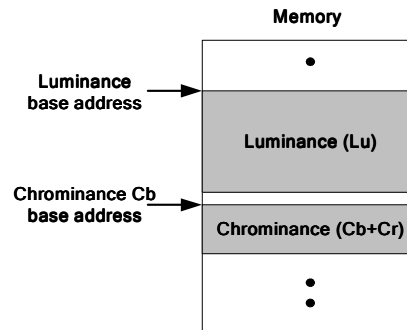 Memory
Luminance
base address
Luminance (Lu)
Chrominance Cb
base address
Chrominance (Cb+Cr)